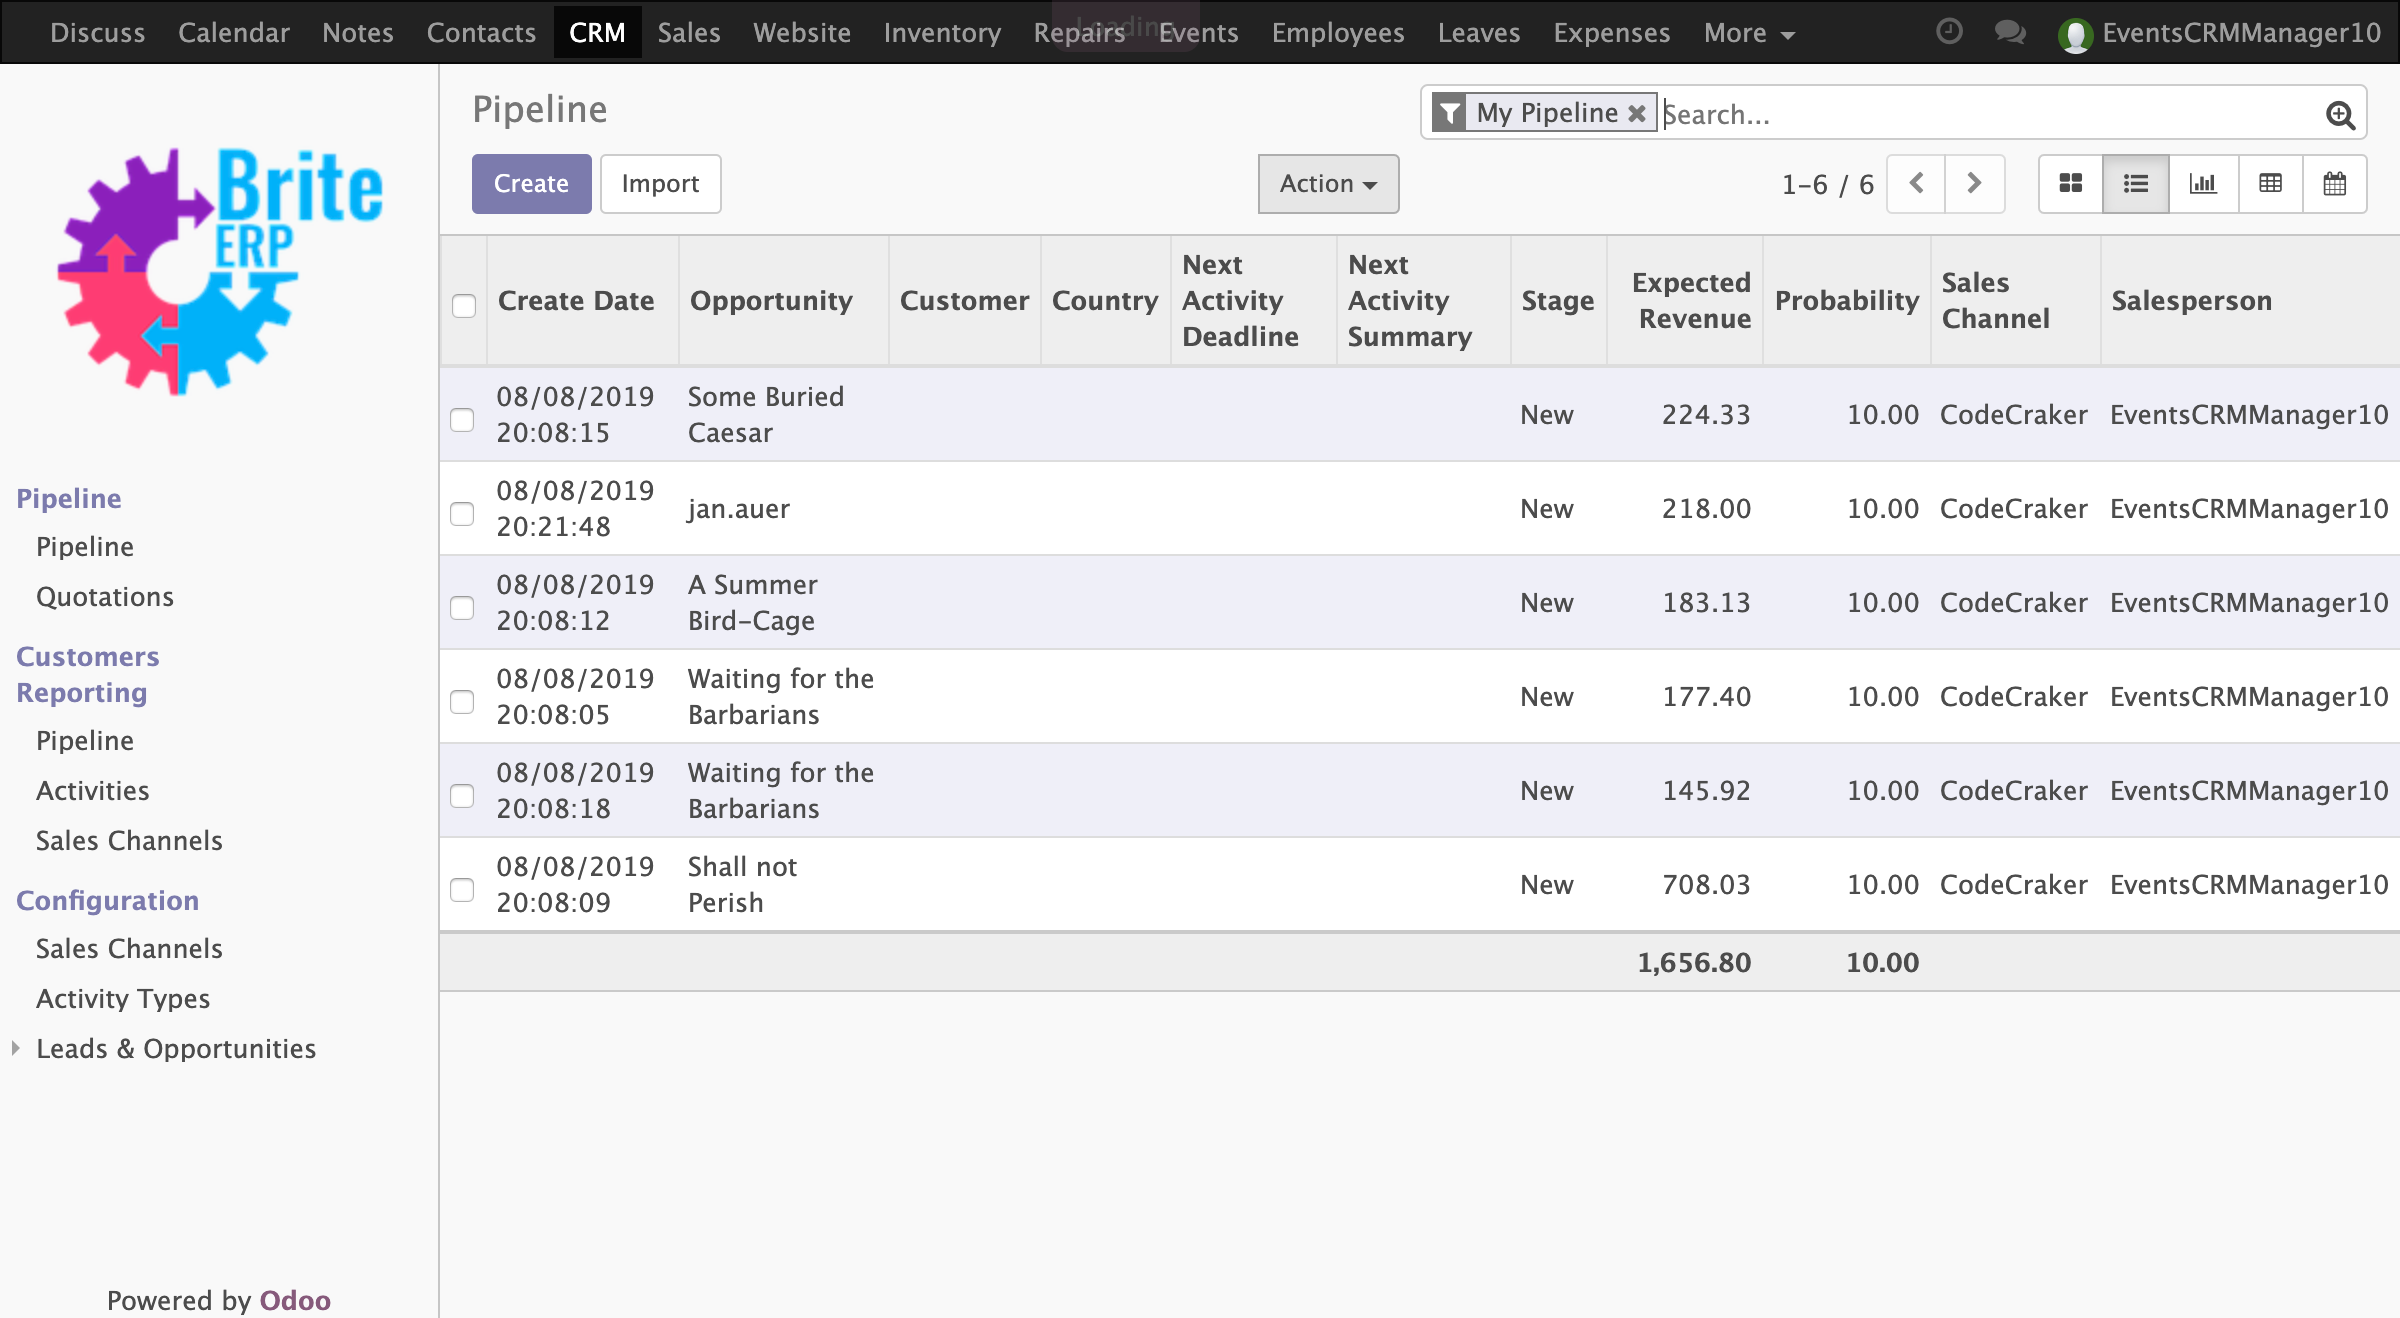 Discuss Calendar Notes Contacts CRM Sales Website Inventory Repairs Events Employees Leaves Expenses More EventsCRMManager10
Loading
Brite
ERP
Pipeline
Pipeline
Quotations
Customers
Reporting
Pipeline
Activities
Sales Channels
Configuration
Sales Channels
Activity Types
Leads & Opportunities
Powered by Odoo
Pipeline
My Pipeline Search...
Create Import Action 1-6 / 6
Create Date Opportunity Customer Country Next Activity Deadline Next Activity Summary Stage Expected Revenue Probability Sales Channel Salesperson
08/08/2019 20:08:15 Some Buried Caesar New 224.33 10.00 CodeCraker EventsCRMManager10
08/08/2019 20:21:48 jan.auer New 218.00 10.00 CodeCraker EventsCRMManager10
08/08/2019 20:08:12 A Summer Bird-Cage New 183.13 10.00 CodeCraker EventsCRMManager10
08/08/2019 20:08:05 Waiting for the Barbarians New 177.40 10.00 CodeCraker EventsCRMManager10
08/08/2019 20:08:18 Waiting for the Barbarians New 145.92 10.00 CodeCraker EventsCRMManager10
08/08/2019 20:08:09 Shall not Perish New 708.03 10.00 CodeCraker EventsCRMManager10
1,656.80 10.00